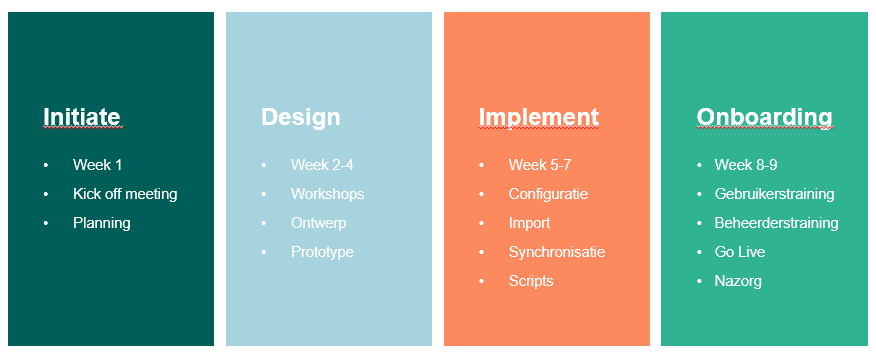 Initiate
• Week 1
• Kick off meeting
• Planning
Design
• Week 2-4
• Workshops
• Ontwerp
• Prototype
Implement
• Week 5-7
• Configuratie
• Import
• Synchronisatie
• Scripts
Onboarding
• Week 8-9
• Gebruikerstraining
• Beheerderstraining
• Go Live
• Nazorg